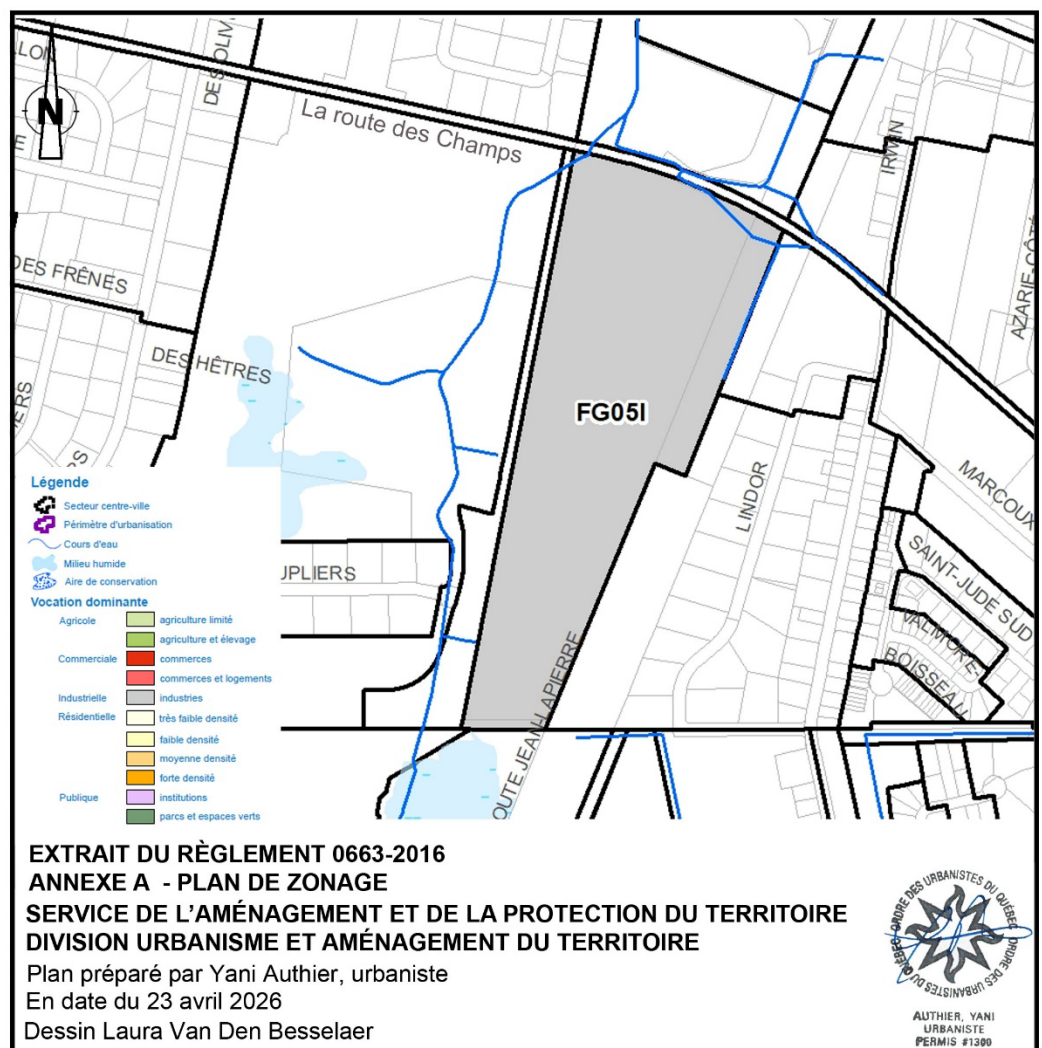 DES OLIV
N
La route des Champs
IRWIN
AZARIE-CÔTÉ
DES FRÊNES
DES HÊTRES
FG05I
LINDOR
MARCOUX
UPLIERS
SAINT-JUDE SUD
VALMORE-
BOISSEAU
OUTE JEAN-LAPIERRE
Légende
Secteur centre-ville
Périmètre d'urbanisation
Cours d'eau
Milieu humide
Aire de conservation
Vocation dominante
Agricole agriculture limité
agriculture et élevage
Commerciale commerces
commerces et logements
Industrielle industries
Résidentielle très faible densité
faible densité
moyenne densité
forte densité
Publique institutions
parcs et espaces verts
EXTRAIT DU RÈGLEMENT 0663-2016
ANNEXE A - PLAN DE ZONAGE
SERVICE DE L'AMÉNAGEMENT ET DE LA PROTECTION DU TERRITOIRE
DIVISION URBANISME ET AMÉNAGEMENT DU TERRITOIRE
Plan préparé par Yani Authier, urbaniste
En date du 23 avril 2026
Dessin Laura Van Den Besselaer
ORDRE DES URBANISTES DU QUÉBEC
ORDRE DES URBANISTES DU QUÉBEC
AUTHIER, YANI
URBANISTE
PERMIS #1300